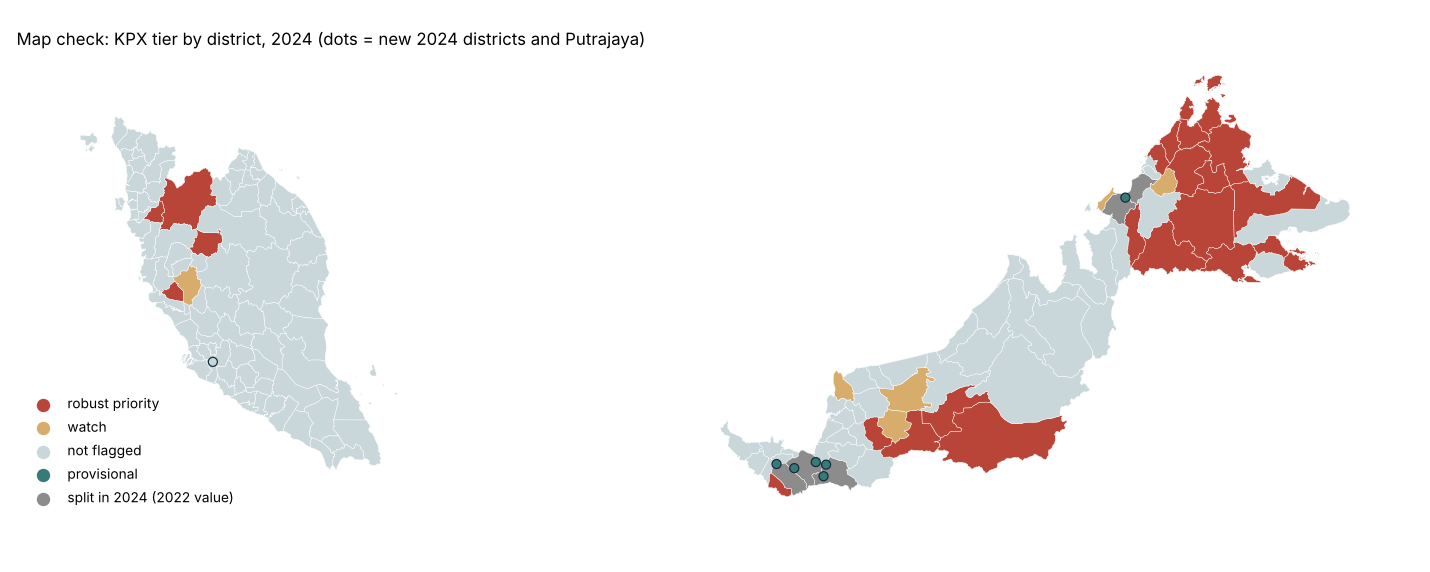 Map check: KPX tier by district, 2024 (dots = new 2024 districts and Putrajaya)
robust priority
watch
not flagged
provisional
split in 2024 (2022 value)